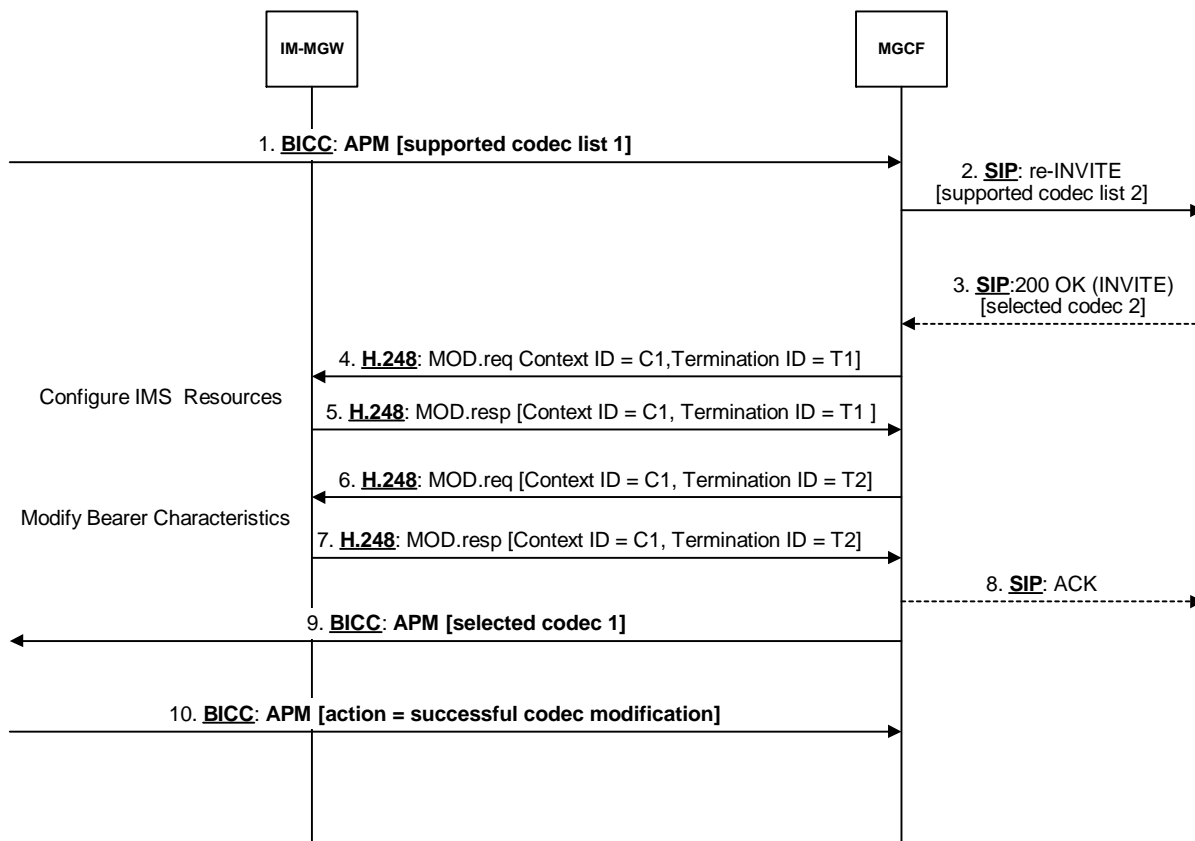 IM-MGW
MGCF
1. BICC: APM [supported codec list 1]
2. SIP: re-INVITE
[supported codec list 2]
3. SIP:200 OK (INVITE)
[selected codec 2]
4. H.248: MOD.req Context ID = C1,Termination ID = T1]
Configure IMS  Resources
5. H.248: MOD.resp [Context ID = C1, Termination ID = T1 ]
6. H.248: MOD.req [Context ID = C1, Termination ID = T2]
Modify Bearer Characteristics
7. H.248: MOD.resp [Context ID = C1, Termination ID = T2]
8. SIP: ACK
9. BICC: APM [selected codec 1]
10. BICC: APM [action = successful codec modification]